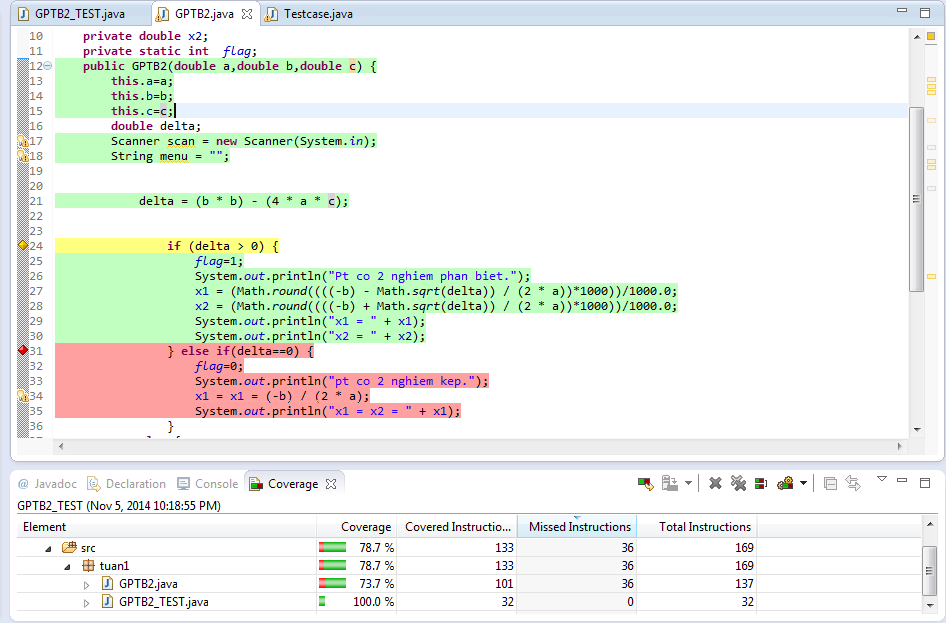 GPTB2_TEST.java GPTB2.java Testcase.java
10 private double x2;
11 private static int flag;
12 public GPTB2(double a,double b,double c) {
13 this.a=a;
14 this.b=b;
15 this.c=c;
16 double delta;
17 Scanner scan = new Scanner(System.in);
18 String menu = "";
19
20
21 delta = (b * b) - (4 * a * c);
22
23
24 if (delta > 0) {
25 flag=1;
26 System.out.println("Pt co 2 nghiem phan biet.");
27 x1 = (Math.round((((-b) - Math.sqrt(delta)) / (2 * a))*1000))/1000.0;
28 x2 = (Math.round((((-b) + Math.sqrt(delta)) / (2 * a))*1000))/1000.0;
29 System.out.println("x1 = " + x1);
30 System.out.println("x2 = " + x2);
31 } else if(delta==0) {
32 flag=0;
33 System.out.println("pt co 2 nghiem kep.");
34 x1 = x1 = (-b) / (2 * a);
35 System.out.println("x1 = x2 = " + x1);
36 }
@ Javadoc Declaration Console Coverage
GPTB2_TEST (Nov 5, 2014 10:18:55 PM)
Element Coverage Covered Instructio... Missed Instructions Total Instructions
src 78.7 % 133 36 169
tuan1 78.7 % 133 36 169
GPTB2.java 73.7 % 101 36 137
GPTB2_TEST.java 100.0 % 32 0 32